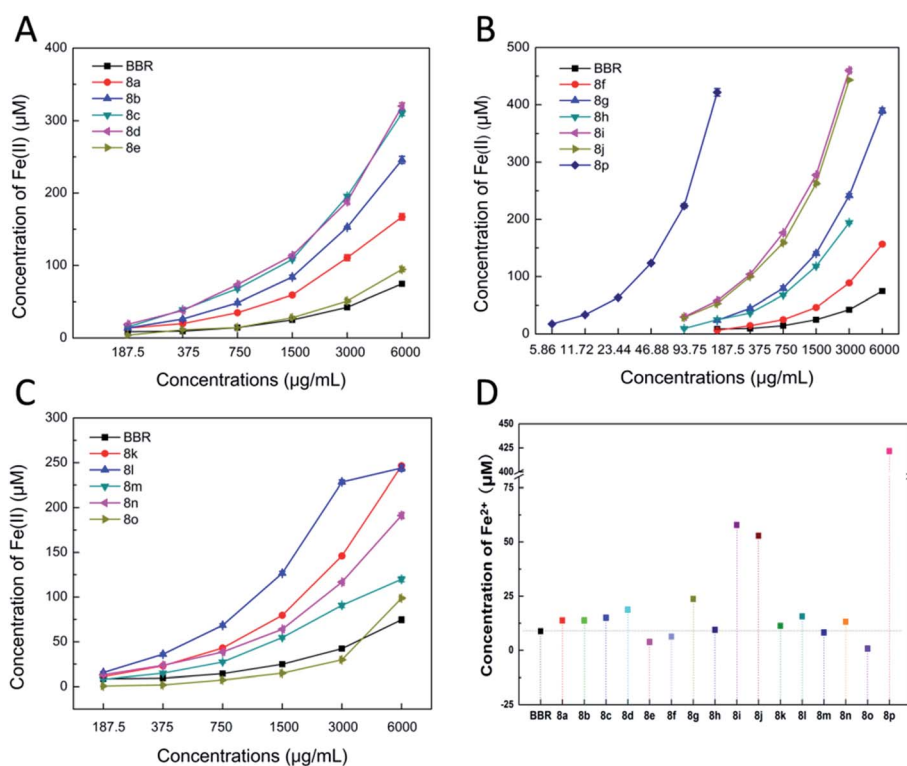 A
400
300
200
100
0
Concentration of Fe(II) (µM)
BBR
8a
8b
8c
8d
8e
187.5 375 750 1500 3000 6000
Concentrations (µg/mL)
B
500
400
300
200
100
0
Concentration of Fe(II) (µM)
BBR
8f
8g
8h
8i
8j
8p
5.86 11.72 23.44 46.88 93.75 187.5 375 750 1500 3000 6000
Concentrations (µg/mL)
C
300
250
200
150
100
50
0
Concentration of Fe(II) (µM)
BBR
8k
8l
8m
8n
8o
187.5 375 750 1500 3000 6000
Concentrations (µg/mL)
D
450
425
400
75
50
25
0
-25
Concentration of Fe²⁺ (µM)
BBR 8a 8b 8c 8d 8e 8f 8g 8h 8i 8j 8k 8l 8m 8n 8o 8p